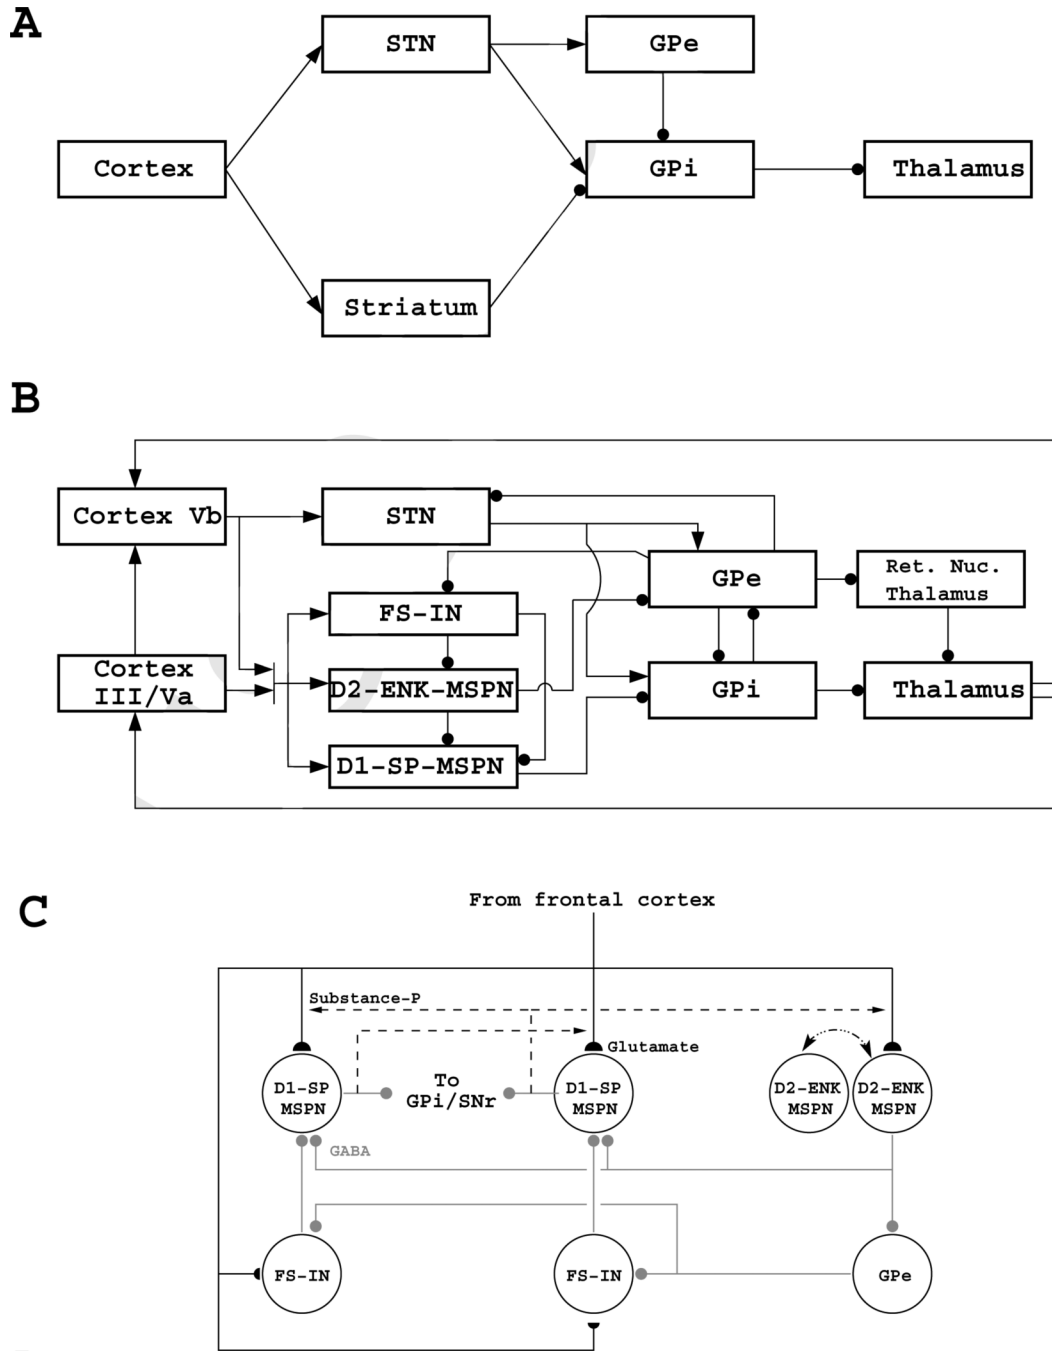 A
STN
GPe
Cortex
GPi
Thalamus
Striatum
B
Cortex Vb
STN
GPe
Ret. Nuc.
Thalamus
FS-IN
Cortex
III/Va
D2-ENK-MSPN
GPi
Thalamus
D1-SP-MSPN
C
From frontal cortex
Substance-P
Glutamate
D1-SP
MSPN
To
GPi/SNr
D1-SP
MSPN
D2-ENK
MSPN
D2-ENK
MSPN
GABA
FS-IN
FS-IN
GPe